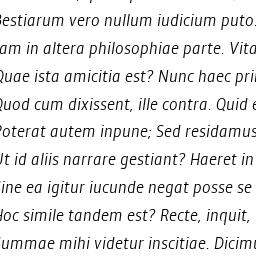 Bestiarum vero nullum iudicium puto.
iam in altera philosophiae parte. Vita
Quae ista amicitia est? Nunc haec pri
Quod cum dixissent, ille contra. Quid e
Poterat autem inpune; Sed residamus
Ut id aliis narrare gestiant? Haeret in
Sine ea igitur iucunde negat posse se
Hoc simile tandem est? Recte, inquit,
Summae mihi videtur inscitiae. Dicimu